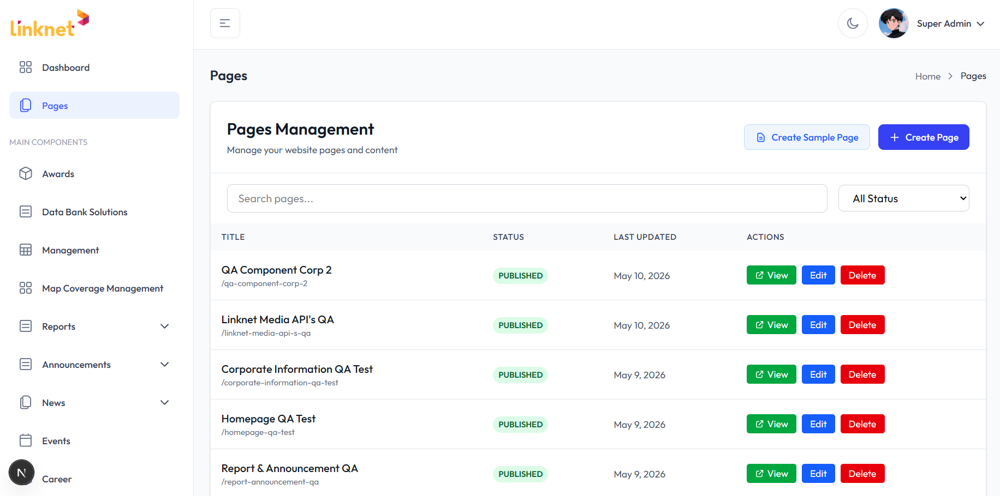 linknet
Super Admin
Dashboard
Pages
MAIN COMPONENTS
Awards
Data Bank Solutions
Management
Map Coverage Management
Reports
Announcements
News
Events
N
Career
Pages
Home > Pages
Pages Management
Manage your website pages and content
Create Sample Page
+ Create Page
Search pages...
All Status
TITLE STATUS LAST UPDATED ACTIONS
QA Component Corp 2
/qa-component-corp-2
PUBLISHED May 10, 2026 View Edit Delete
Linknet Media API's QA
/linknet-media-api-s-qa
PUBLISHED May 10, 2026 View Edit Delete
Corporate Information QA Test
/corporate-information-qa-test
PUBLISHED May 9, 2026 View Edit Delete
Homepage QA Test
/homepage-qa-test
PUBLISHED May 9, 2026 View Edit Delete
Report & Announcement QA
/report-announcement-qa
PUBLISHED May 9, 2026 View Edit Delete